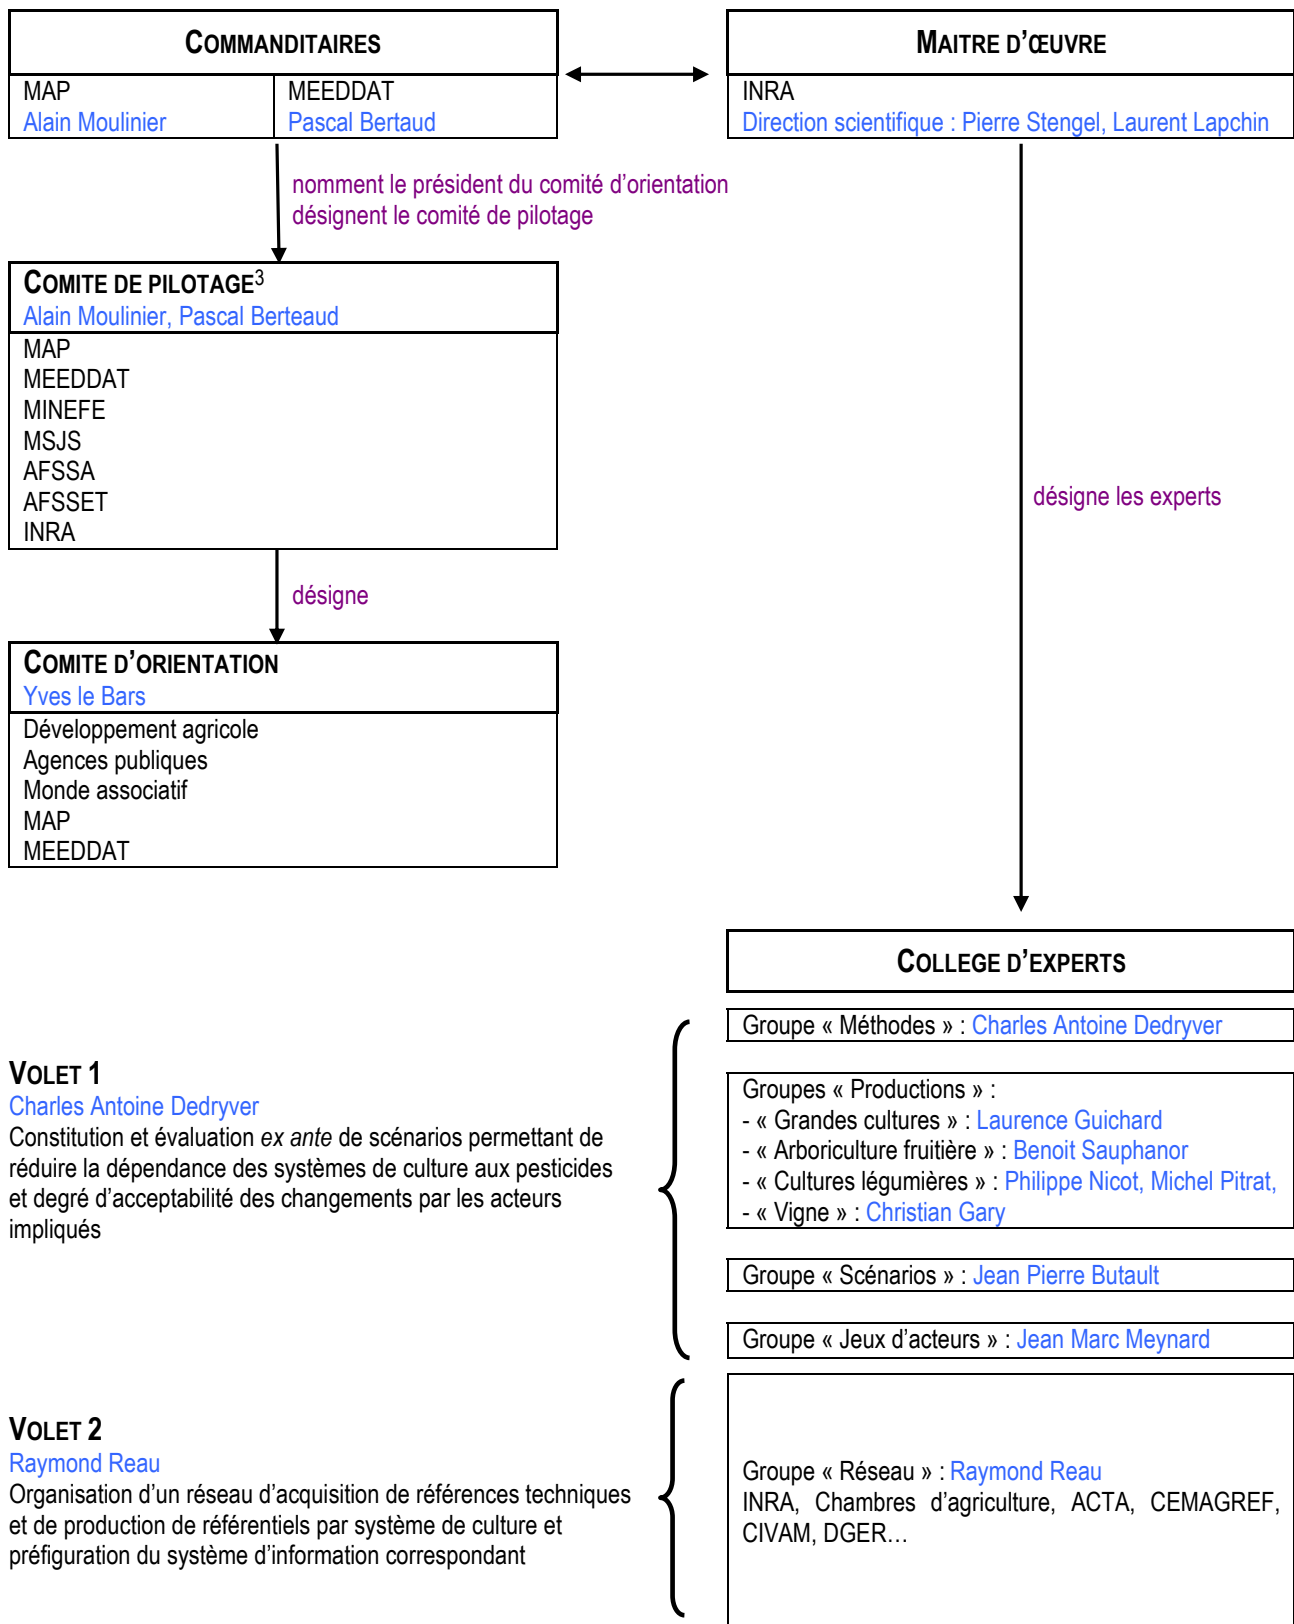 COMMANDITAIRES
MAP
Alain Moulinier
MEEDDAT
Pascal Bertaud
MAITRE D'ŒUVRE
INRA
Direction scientifique : Pierre Stengel, Laurent Lapchin
nomment le président du comité d'orientation
désignent le comité de pilotage
COMITE DE PILOTAGE3
Alain Moulinier, Pascal Berteaud
MAP
MEEDDAT
MINEFE
MSJS
AFSSA
AFSSET
INRA
désigne les experts
désigne
COMITE D'ORIENTATION
Yves le Bars
Développement agricole
Agences publiques
Monde associatif
MAP
MEEDDAT
COLLEGE D'EXPERTS
VOLET 1
Charles Antoine Dedryver
Constitution et évaluation ex ante de scénarios permettant de
réduire la dépendance des systèmes de culture aux pesticides
et degré d'acceptabilité des changements par les acteurs
impliqués
Groupe « Méthodes » : Charles Antoine Dedryver
Groupes « Productions » :
- « Grandes cultures » : Laurence Guichard
- « Arboriculture fruitière » : Benoit Sauphanor
- « Cultures légumières » : Philippe Nicot, Michel Pitrat,
- « Vigne » : Christian Gary
Groupe « Scénarios » : Jean Pierre Butault
Groupe « Jeux d'acteurs » : Jean Marc Meynard
VOLET 2
Raymond Reau
Organisation d'un réseau d'acquisition de références techniques
et de production de référentiels par système de culture et
préfiguration du système d'information correspondant
Groupe « Réseau » : Raymond Reau
INRA, Chambres d'agriculture, ACTA, CEMAGREF,
CIVAM, DGER…